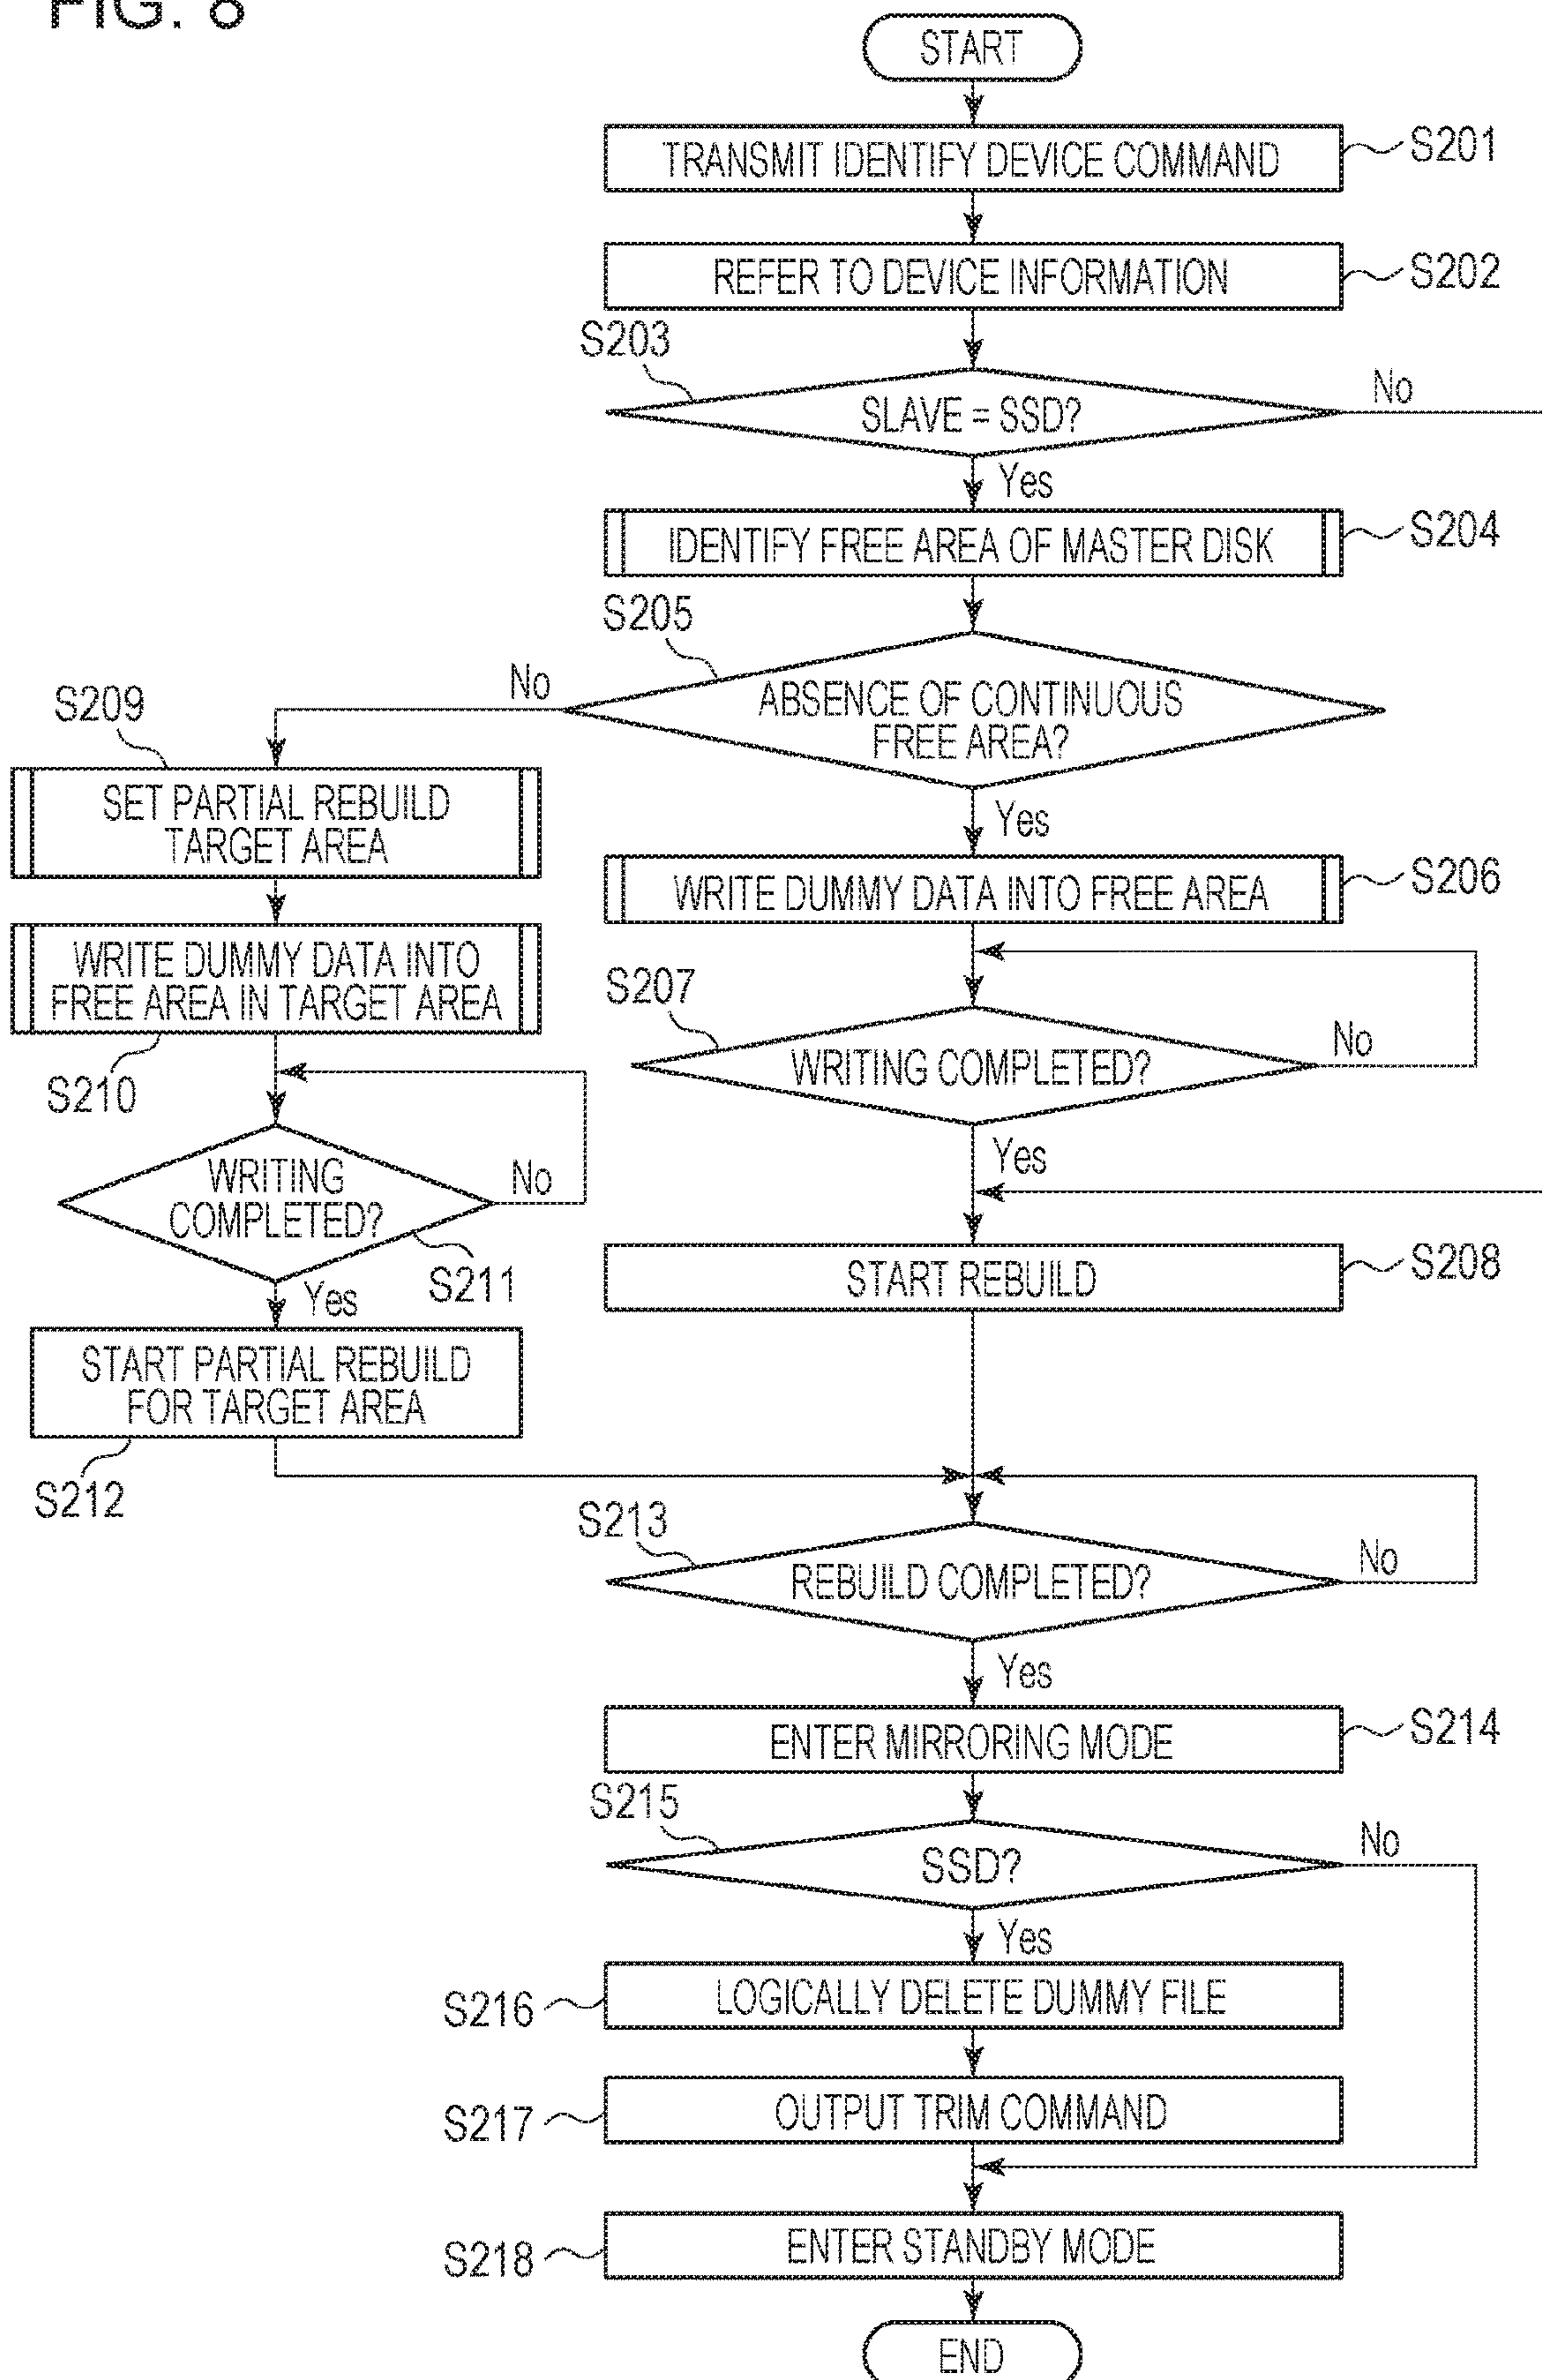 FIG. 8
START
TRANSMIT IDENTIFY DEVICE COMMAND
S201
REFER TO DEVICE INFORMATION
S202
S203
SLAVE = SSD?
No
Yes
IDENTIFY FREE AREA OF MASTER DISK
S204
S205
ABSENCE OF CONTINUOUS
FREE AREA?
No
Yes
S209
SET PARTIAL REBUILD
TARGET AREA
WRITE DUMMY DATA INTO FREE AREA
S206
WRITE DUMMY DATA INTO
FREE AREA IN TARGET AREA
S210
S207
WRITING COMPLETED?
No
Yes
WRITING
COMPLETED?
No
S211
Yes
START REBUILD
S208
START PARTIAL REBUILD
FOR TARGET AREA
S212
S213
REBUILD COMPLETED?
No
Yes
ENTER MIRRORING MODE
S214
S215
SSD?
No
Yes
S216
LOGICALLY DELETE DUMMY FILE
S217
OUTPUT TRIM COMMAND
S218
ENTER STANDBY MODE
END